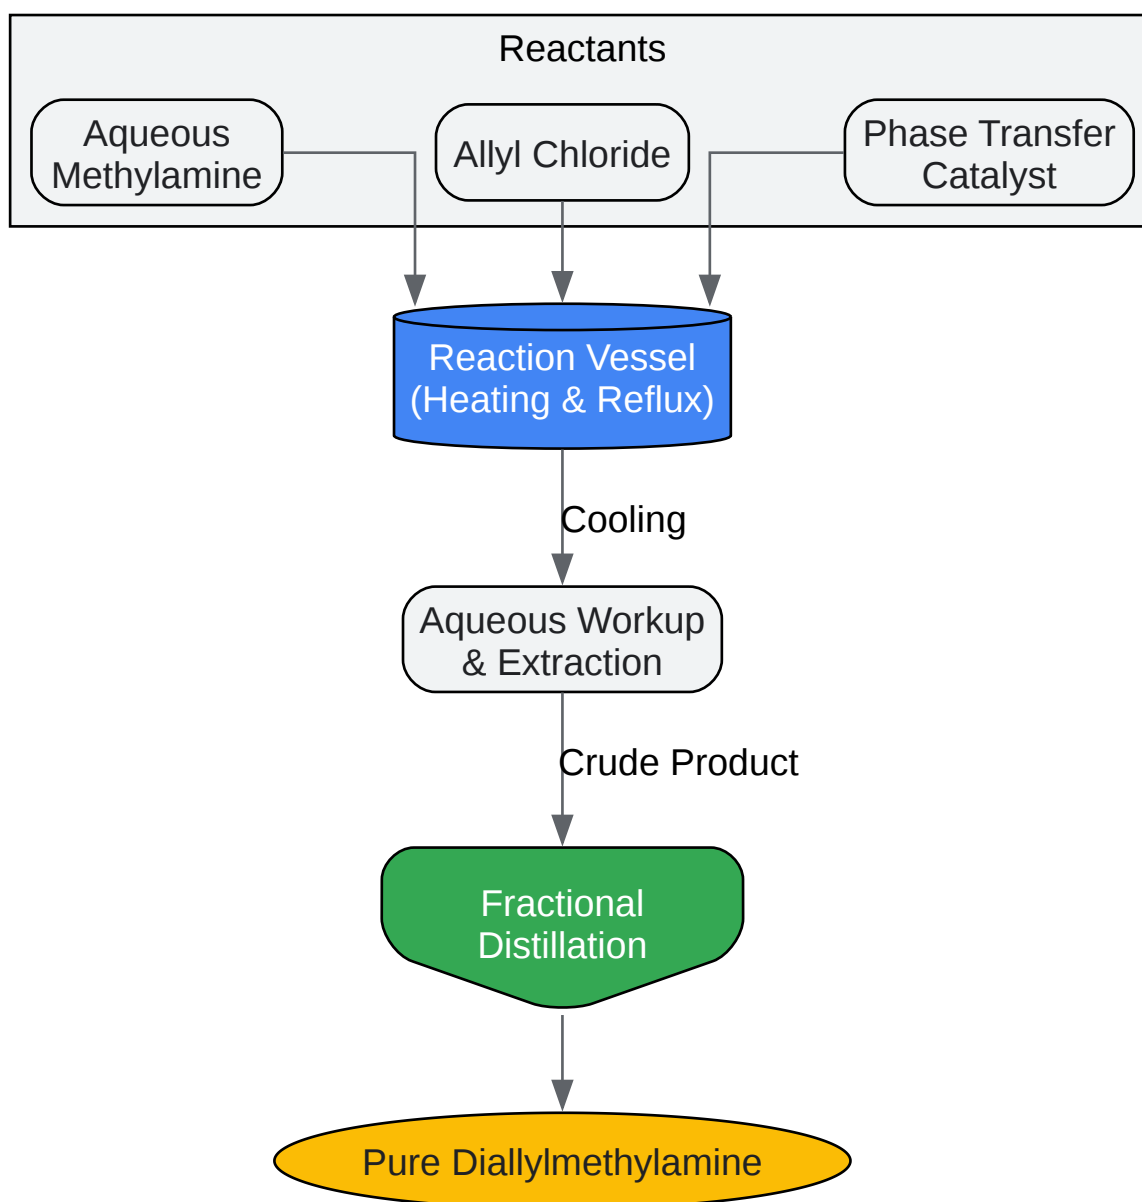 Reactants
Aqueous
Methylamine
Allyl Chloride
Phase Transfer
Catalyst
Reaction Vessel
(Heating & Reflux)
Cooling
Aqueous Workup
& Extraction
Crude Product
Fractional
Distillation
Pure Diallylmethylamine